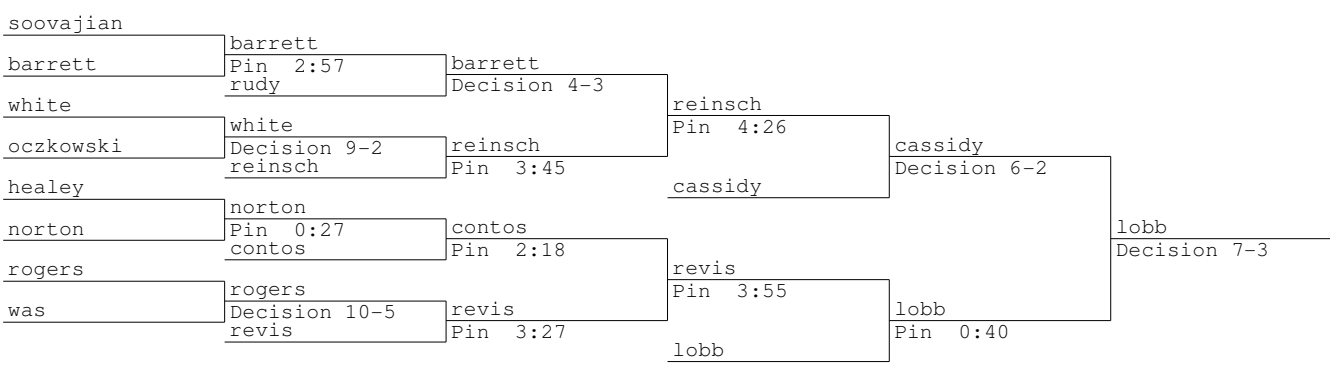 soovajian
barrett
white
oczkowski
healey
norton
rogers
was
barrett
Pin 2:57
rudy
white
Decision 9-2
reinsch
norton
Pin 0:27
contos
rogers
Decision 10-5
revis
barrett
Decision 4-3
reinsch
Pin 3:45
contos
Pin 2:18
revis
Pin 3:27
reinsch
Pin 4:26
cassidy
revis
Pin 3:55
lobb
cassidy
Decision 6-2
lobb
Pin 0:40
lobb
Decision 7-3